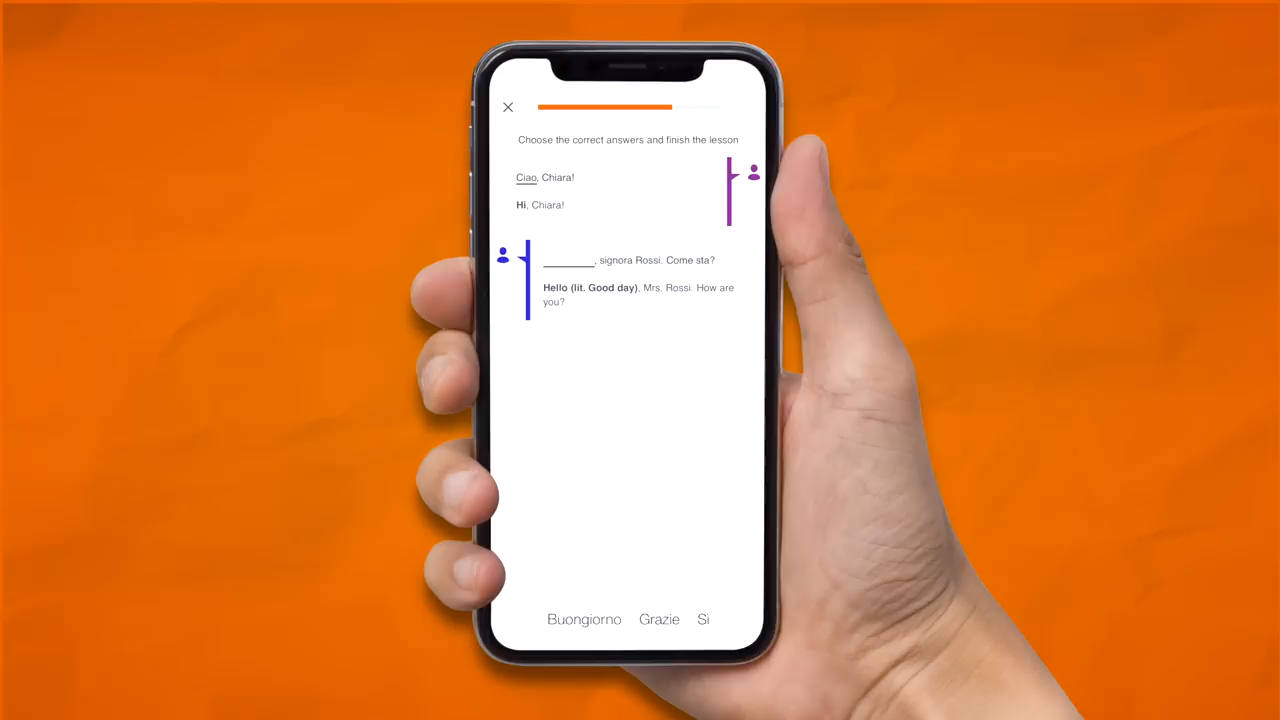 Choose the correct answers and finish the lesson
Ciao, Chiara!
Hi, Chiara!
_________, signora Rossi. Come sta?
Hello (lit. Good day), Mrs. Rossi. How are
you?
Buongiorno Grazie Sì